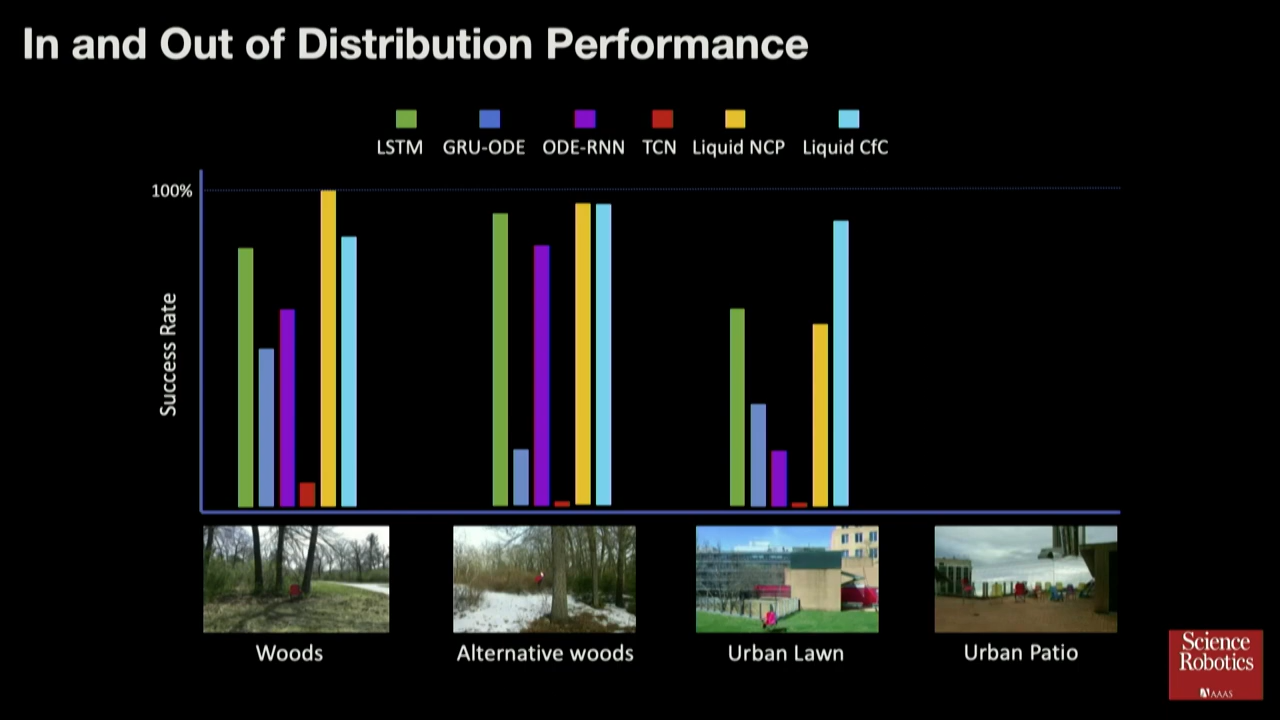 In and Out of Distribution Performance
LSTM GRU-ODE ODE-RNN TCN Liquid NCP Liquid CfC
100%
Success Rate
Woods Alternative woods Urban Lawn Urban Patio
Science
Robotics
AAAS